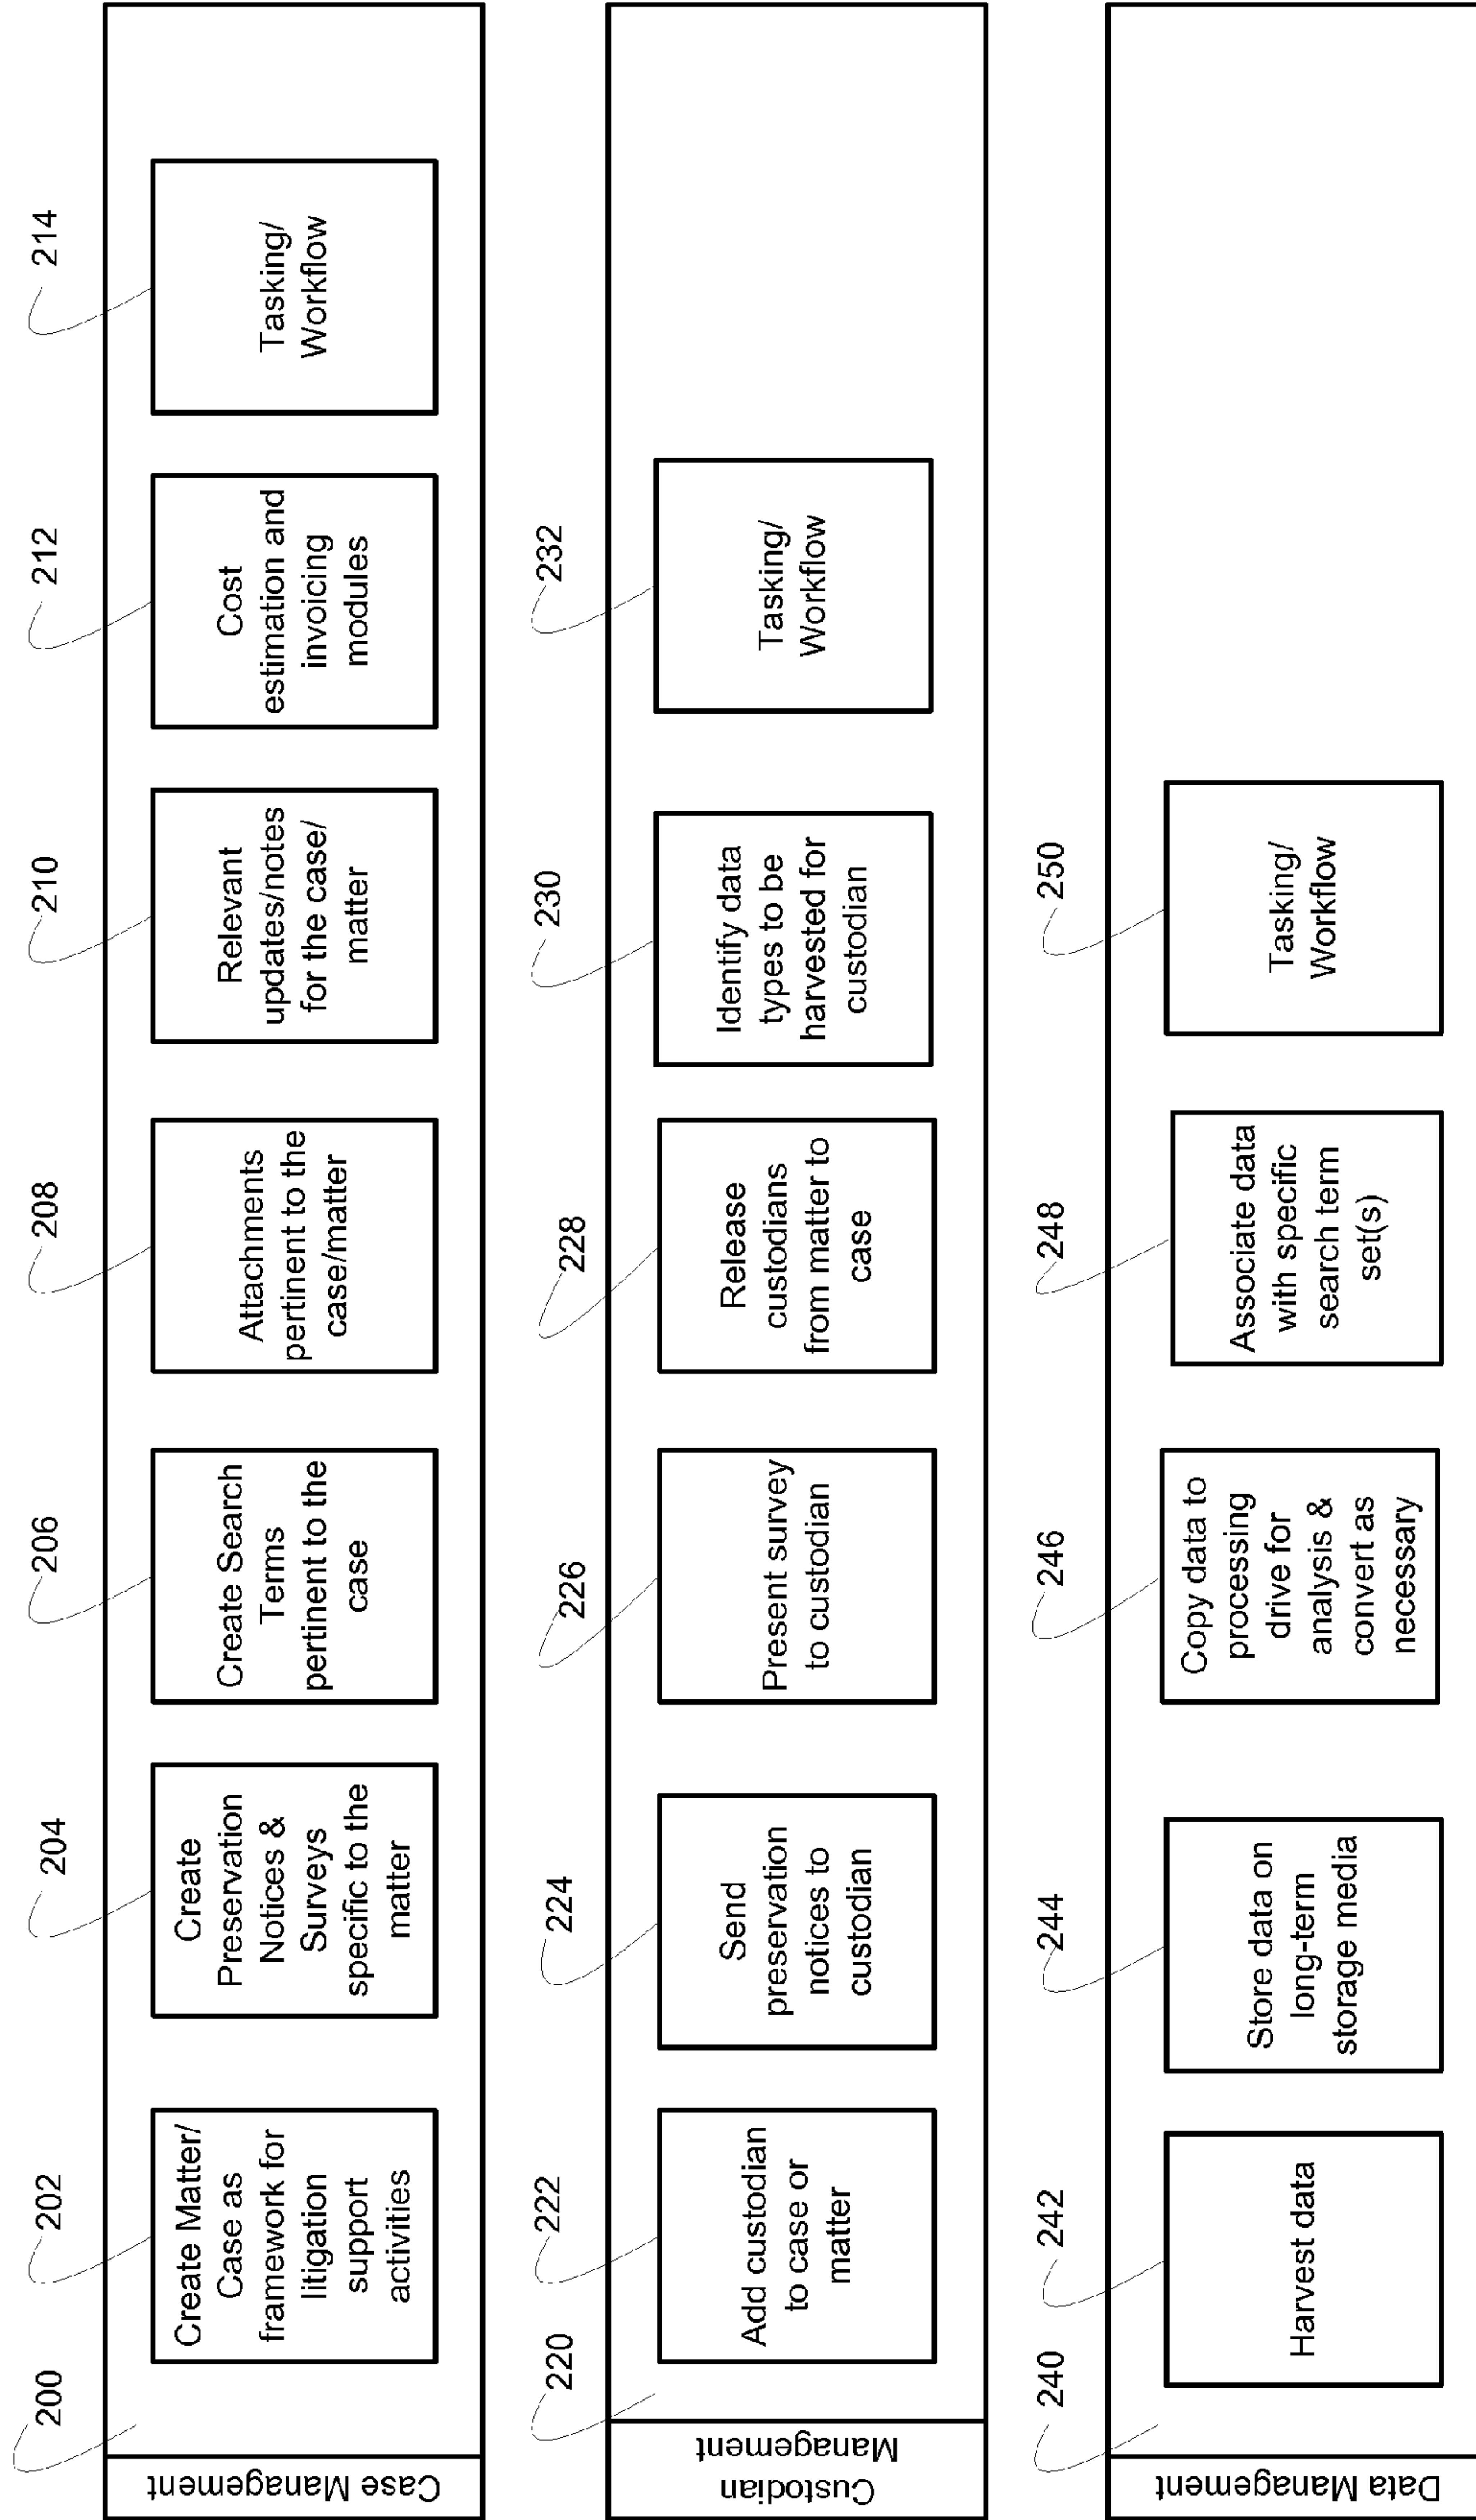 200
202
204
206
208
210
212
214
Case Management
Create Matter/
Case as
framework for
litigation
support
activities
Create
Preservation
Notices &
Surveys
specific to the
matter
Create Search
Terms
pertinent to the
case
Attachments
pertinent to the
case/matter
Relevant
updates/notes
for the case/
matter
Cost
estimation and
invoicing
modules
Tasking/
Workflow
220
222
224
226
228
230
232
Custodian
Management
Add custodian
to case or
matter
Send
preservation
notices to
custodian
Present survey
to custodian
Release
custodians
from matter to
case
Identify data
types to be
harvested for
custodian
Tasking/
Workflow
240
242
244
246
248
250
Data Management
Harvest data
Store data on
long-term
storage media
Copy data to
processing
drive for
analysis &
convert as
necessary
Associate data
with specific
search term
set(s)
Tasking/
Workflow